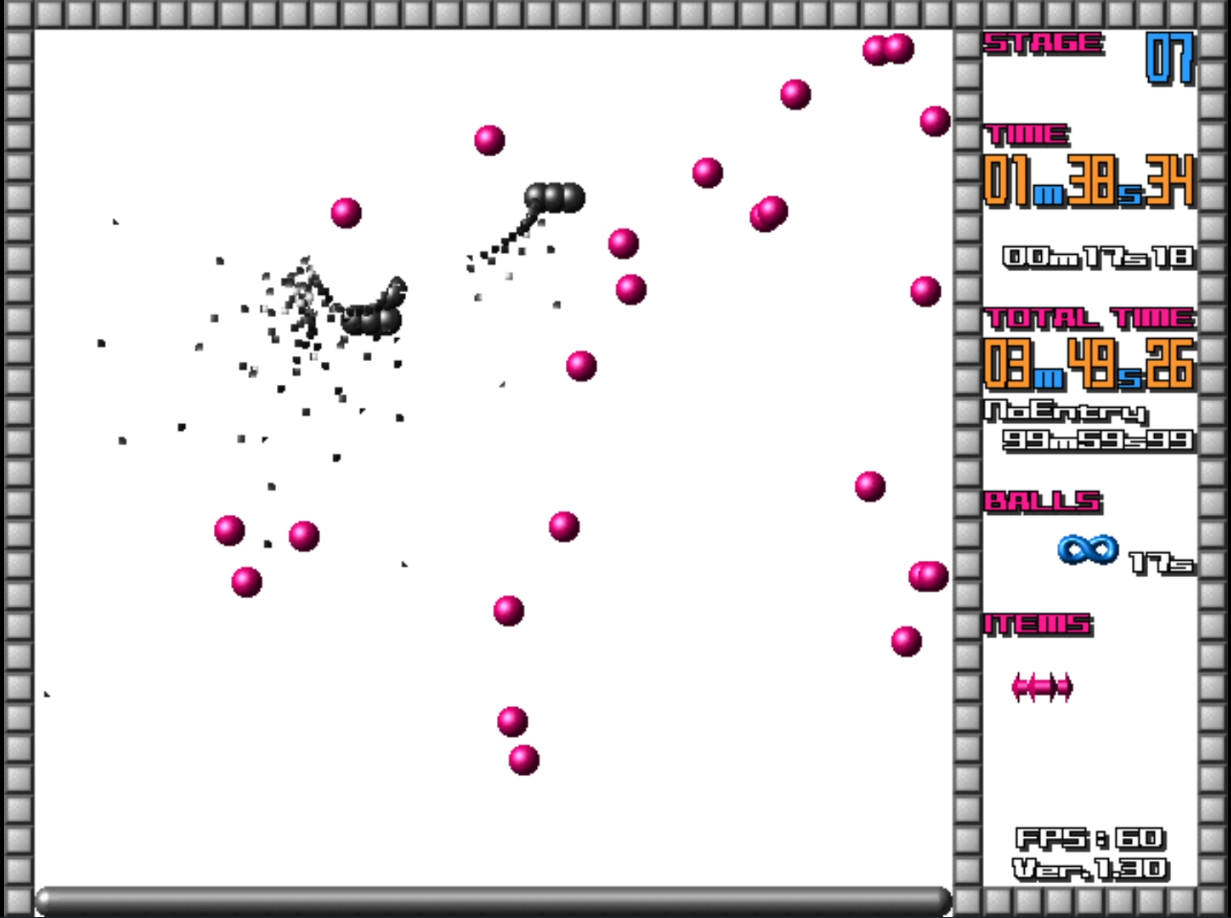 STAGE 07
TIME
01m38s34
00m17s18
TOTAL TIME
03m49s26
NoEntry
99m59s99
BALLS
∞ 17s
ITEMS
FPS:60
Ver.1.30